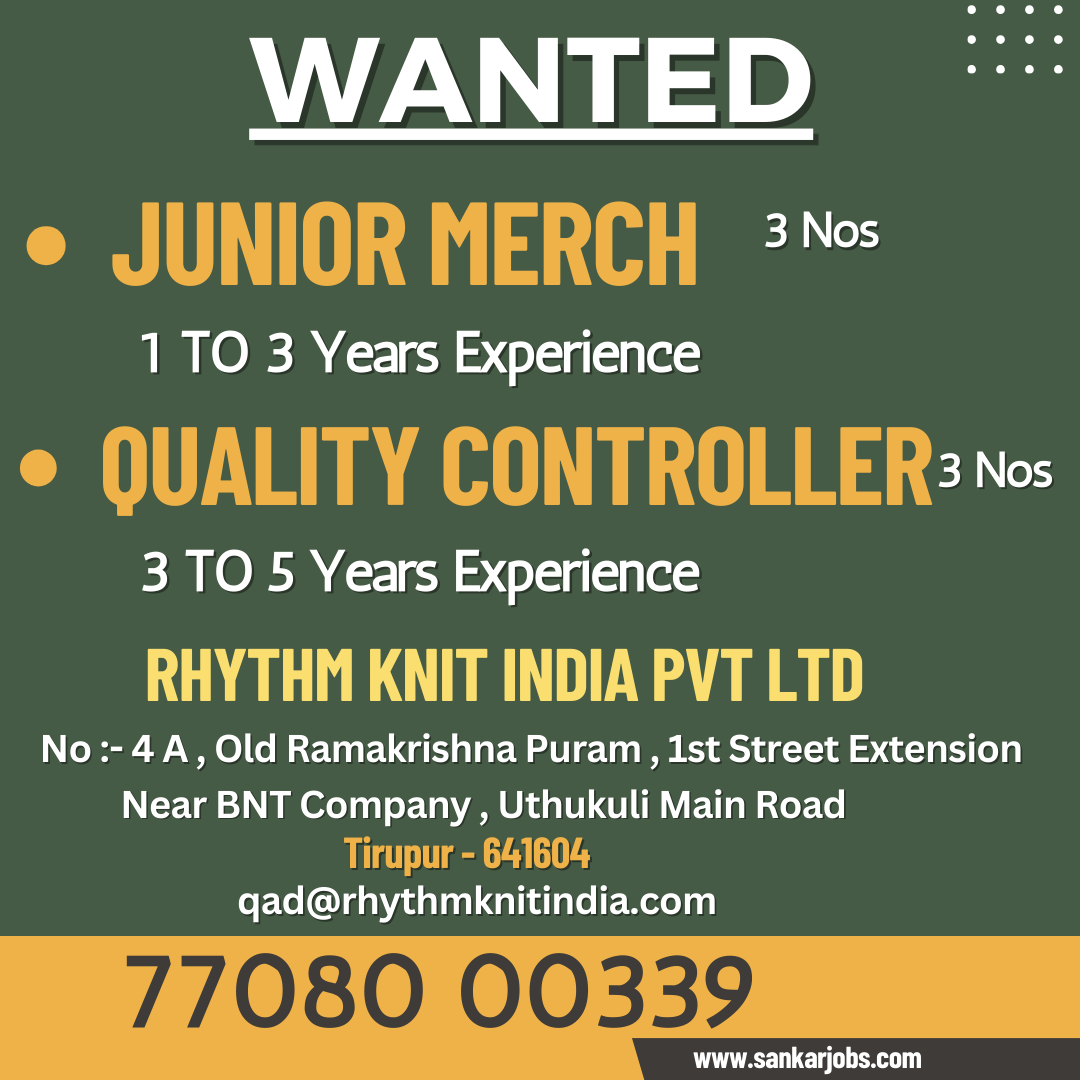 WANTED
JUNIOR MERCH 3 Nos
1 TO 3 Years Experience
QUALITY CONTROLLER 3 Nos
3 TO 5 Years Experience
RHYTHM KNIT INDIA PVT LTD
No :- 4 A , Old Ramakrishna Puram , 1st Street Extension
Near BNT Company , Uthukuli Main Road
Tirupur - 641604
qad@rhythmknitindia.com
77080 00339
www.sankarjobs.com